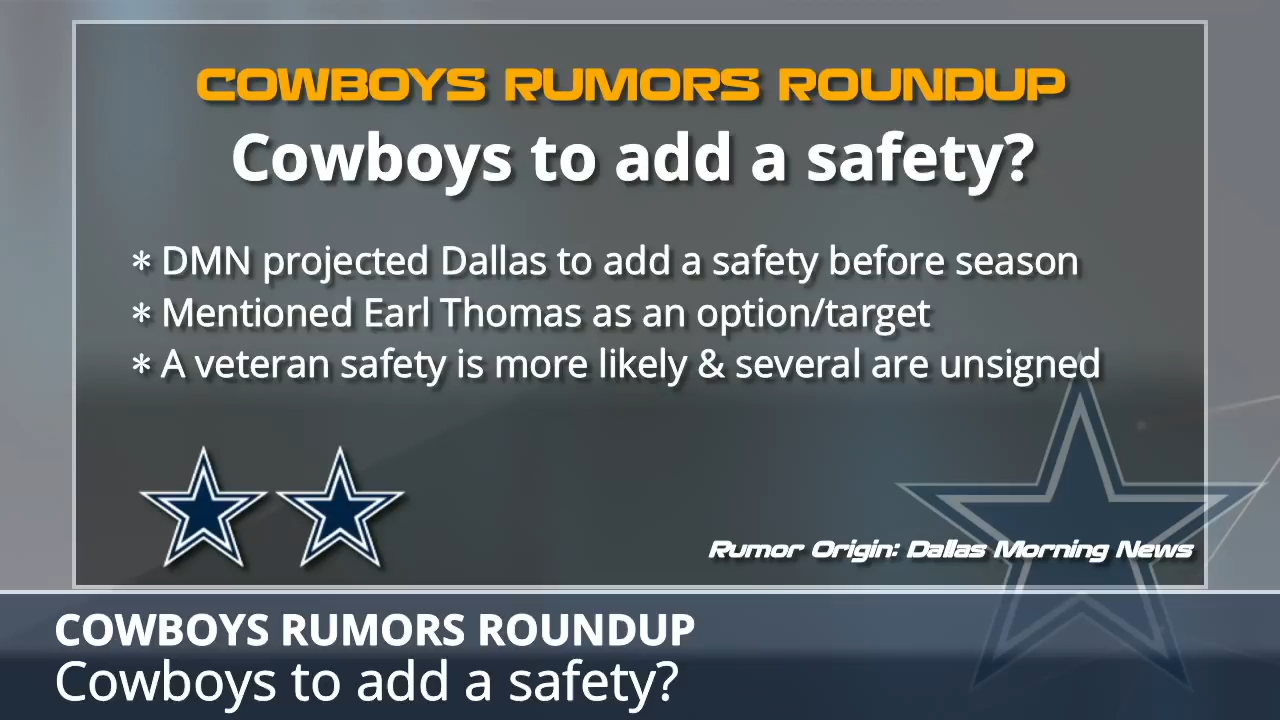 COWBOYS RUMORS ROUNDUP
Cowboys to add a safety?
* DMN projected Dallas to add a safety before season
* Mentioned Earl Thomas as an option/target
* A veteran safety is more likely & several are unsigned
Rumor Origin: Dallas Morning News
COWBOYS RUMORS ROUNDUP
Cowboys to add a safety?